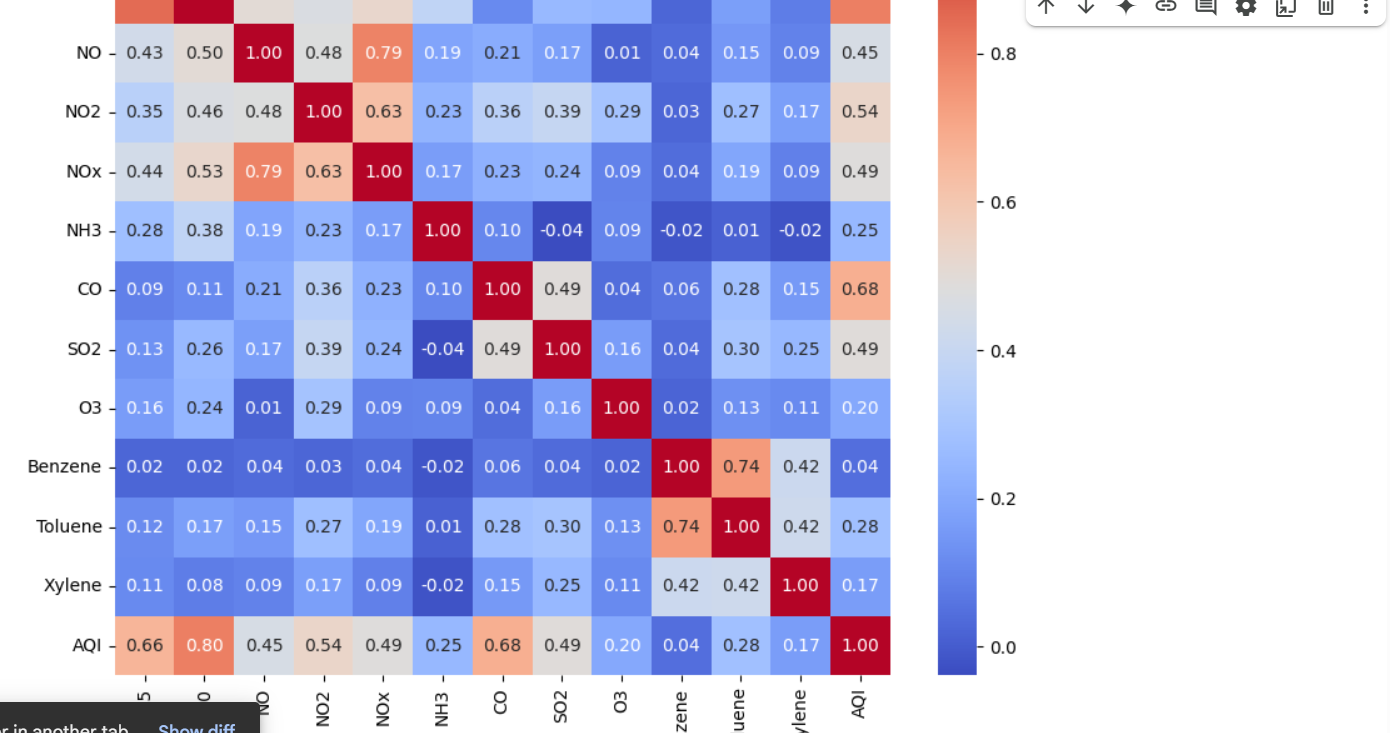 0.8
NO 0.43 0.50 1.00 0.48 0.79 0.19 0.21 0.17 0.01 0.04 0.15 0.09 0.45
NO2 0.35 0.46 0.48 1.00 0.63 0.23 0.36 0.39 0.29 0.03 0.27 0.17 0.54
NOx 0.44 0.53 0.79 0.63 1.00 0.17 0.23 0.24 0.09 0.04 0.19 0.09 0.49
0.6
NH3 0.28 0.38 0.19 0.23 0.17 1.00 0.10 -0.04 0.09 -0.02 0.01 -0.02 0.25
CO 0.09 0.11 0.21 0.36 0.23 0.10 1.00 0.49 0.04 0.06 0.28 0.15 0.68
SO2 0.13 0.26 0.17 0.39 0.24 -0.04 0.49 1.00 0.16 0.04 0.30 0.25 0.49
0.4
O3 0.16 0.24 0.01 0.29 0.09 0.09 0.04 0.16 1.00 0.02 0.13 0.11 0.20
Benzene 0.02 0.02 0.04 0.03 0.04 -0.02 0.06 0.04 0.02 1.00 0.74 0.42 0.04
0.2
Toluene 0.12 0.17 0.15 0.27 0.19 0.01 0.28 0.30 0.13 0.74 1.00 0.42 0.28
Xylene 0.11 0.08 0.09 0.17 0.09 -0.02 0.15 0.25 0.11 0.42 0.42 1.00 0.17
AQI 0.66 0.80 0.45 0.54 0.49 0.25 0.68 0.49 0.20 0.04 0.28 0.17 1.00
0.0
5 0 NO NO2 NOx NH3 CO SO2 O3 zene uene ylene AQI
r in another tab Show diff